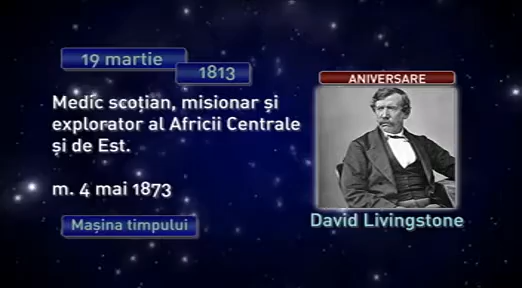 19 martie
1813
Medic scoțian, misionar și
explorator al Africii Centrale
și de Est.
m. 4 mai 1873
Mașina timpului
ANIVERSARE
David Livingstone